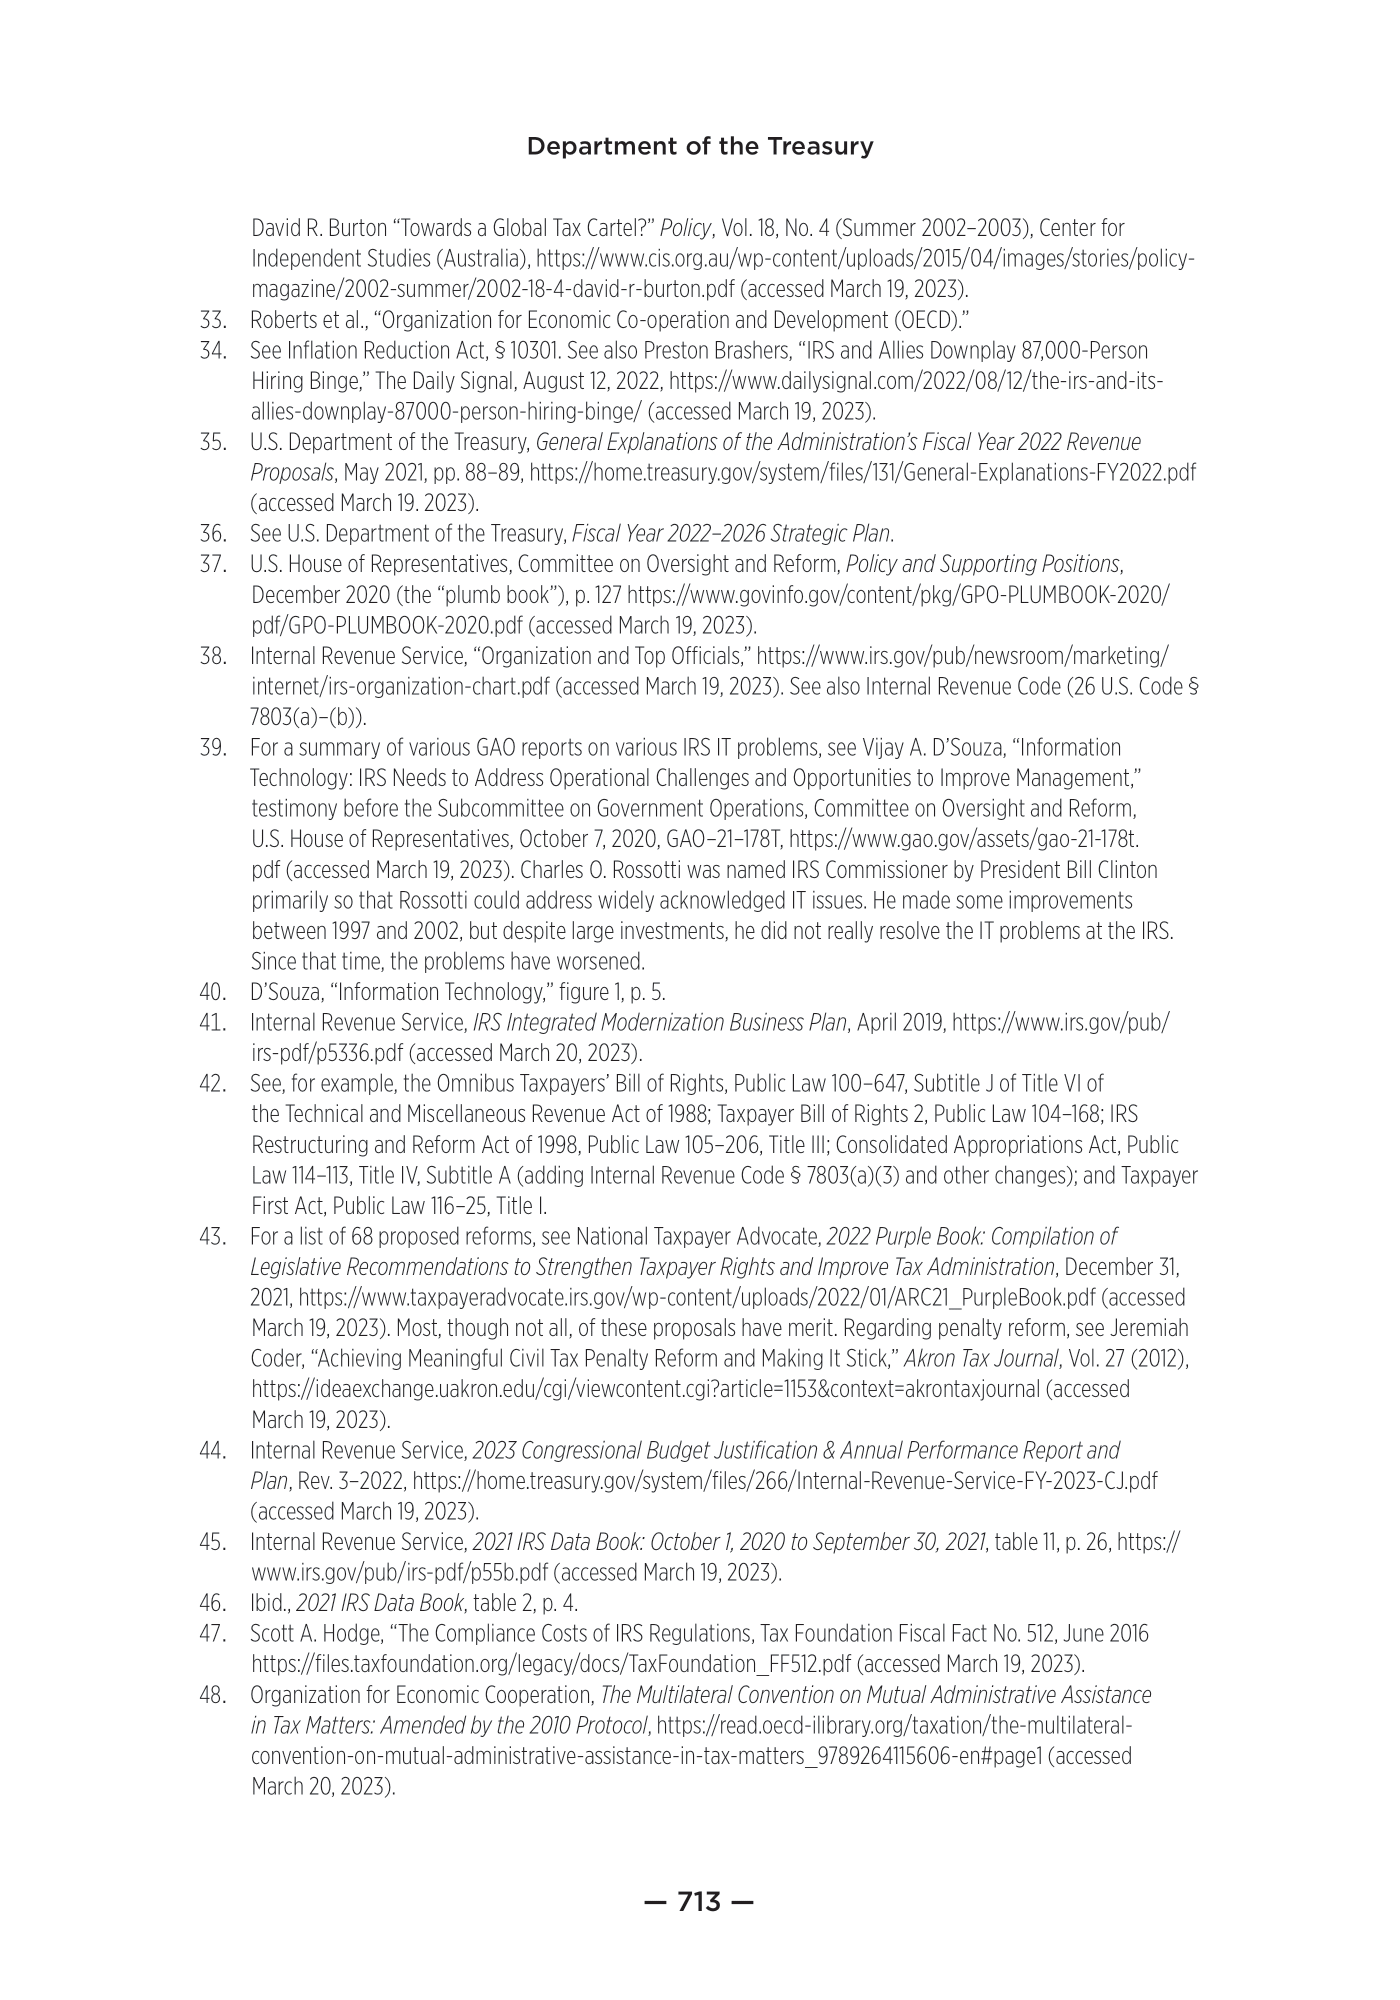 Department of the Treasury
David R. Burton “Towards a Global Tax Cartel?” Policy, Vol. 18, No. 4 (Summer 2002–2003), Center for
Independent Studies (Australia), https://www.cis.org.au/wp-content/uploads/2015/04/images/stories/policy-
magazine/2002-summer/2002-18-4-david-r-burton.pdf (accessed March 19, 2023).
33. Roberts et al., “Organization for Economic Co-operation and Development (OECD).”
34. See Inflation Reduction Act, § 10301. See also Preston Brashers, “IRS and Allies Downplay 87,000-Person
Hiring Binge,” The Daily Signal, August 12, 2022, https://www.dailysignal.com/2022/08/12/the-irs-and-its-
allies-downplay-87000-person-hiring-binge/ (accessed March 19, 2023).
35. U.S. Department of the Treasury, General Explanations of the Administration’s Fiscal Year 2022 Revenue
Proposals, May 2021, pp. 88–89, https://home.treasury.gov/system/files/131/General-Explanations-FY2022.pdf
(accessed March 19. 2023).
36. See U.S. Department of the Treasury, Fiscal Year 2022–2026 Strategic Plan.
37. U.S. House of Representatives, Committee on Oversight and Reform, Policy and Supporting Positions,
December 2020 (the “plumb book”), p. 127 https://www.govinfo.gov/content/pkg/GPO-PLUMBOOK-2020/
pdf/GPO-PLUMBOOK-2020.pdf (accessed March 19, 2023).
38. Internal Revenue Service, “Organization and Top Officials,” https://www.irs.gov/pub/newsroom/marketing/
internet/irs-organization-chart.pdf (accessed March 19, 2023). See also Internal Revenue Code (26 U.S. Code §
7803(a)–(b)).
39. For a summary of various GAO reports on various IRS IT problems, see Vijay A. D’Souza, “Information
Technology: IRS Needs to Address Operational Challenges and Opportunities to Improve Management,”
testimony before the Subcommittee on Government Operations, Committee on Oversight and Reform,
U.S. House of Representatives, October 7, 2020, GAO–21–178T, https://www.gao.gov/assets/gao-21-178t.
pdf (accessed March 19, 2023). Charles O. Rossotti was named IRS Commissioner by President Bill Clinton
primarily so that Rossotti could address widely acknowledged IT issues. He made some improvements
between 1997 and 2002, but despite large investments, he did not really resolve the IT problems at the IRS.
Since that time, the problems have worsened.
40. D’Souza, “Information Technology,” figure 1, p. 5.
41. Internal Revenue Service, IRS Integrated Modernization Business Plan, April 2019, https://www.irs.gov/pub/
irs-pdf/p5336.pdf (accessed March 20, 2023).
42. See, for example, the Omnibus Taxpayers’ Bill of Rights, Public Law 100–647, Subtitle J of Title VI of
the Technical and Miscellaneous Revenue Act of 1988; Taxpayer Bill of Rights 2, Public Law 104–168; IRS
Restructuring and Reform Act of 1998, Public Law 105–206, Title III; Consolidated Appropriations Act, Public
Law 114–113, Title IV, Subtitle A (adding Internal Revenue Code § 7803(a)(3) and other changes); and Taxpayer
First Act, Public Law 116–25, Title I.
43. For a list of 68 proposed reforms, see National Taxpayer Advocate, 2022 Purple Book: Compilation of
Legislative Recommendations to Strengthen Taxpayer Rights and Improve Tax Administration, December 31,
2021, https://www.taxpayeradvocate.irs.gov/wp-content/uploads/2022/01/ARC21_PurpleBook.pdf (accessed
March 19, 2023). Most, though not all, of these proposals have merit. Regarding penalty reform, see Jeremiah
Coder, “Achieving Meaningful Civil Tax Penalty Reform and Making It Stick,” Akron Tax Journal, Vol. 27 (2012),
https://ideaexchange.uakron.edu/cgi/viewcontent.cgi?article=1153&context=akrontaxjournal (accessed
March 19, 2023).
44. Internal Revenue Service, 2023 Congressional Budget Justification & Annual Performance Report and
Plan, Rev. 3–2022, https://home.treasury.gov/system/files/266/Internal-Revenue-Service-FY-2023-CJ.pdf
(accessed March 19, 2023).
45. Internal Revenue Service, 2021 IRS Data Book: October 1, 2020 to September 30, 2021, table 11, p. 26, https://
www.irs.gov/pub/irs-pdf/p55b.pdf (accessed March 19, 2023).
46. Ibid., 2021 IRS Data Book, table 2, p. 4.
47. Scott A. Hodge, “The Compliance Costs of IRS Regulations, Tax Foundation Fiscal Fact No. 512, June 2016
https://files.taxfoundation.org/legacy/docs/TaxFoundation_FF512.pdf (accessed March 19, 2023).
48. Organization for Economic Cooperation, The Multilateral Convention on Mutual Administrative Assistance
in Tax Matters: Amended by the 2010 Protocol, https://read.oecd-ilibrary.org/taxation/the-multilateral-
convention-on-mutual-administrative-assistance-in-tax-matters_9789264115606-en#page1 (accessed
March 20, 2023).
— 713 —